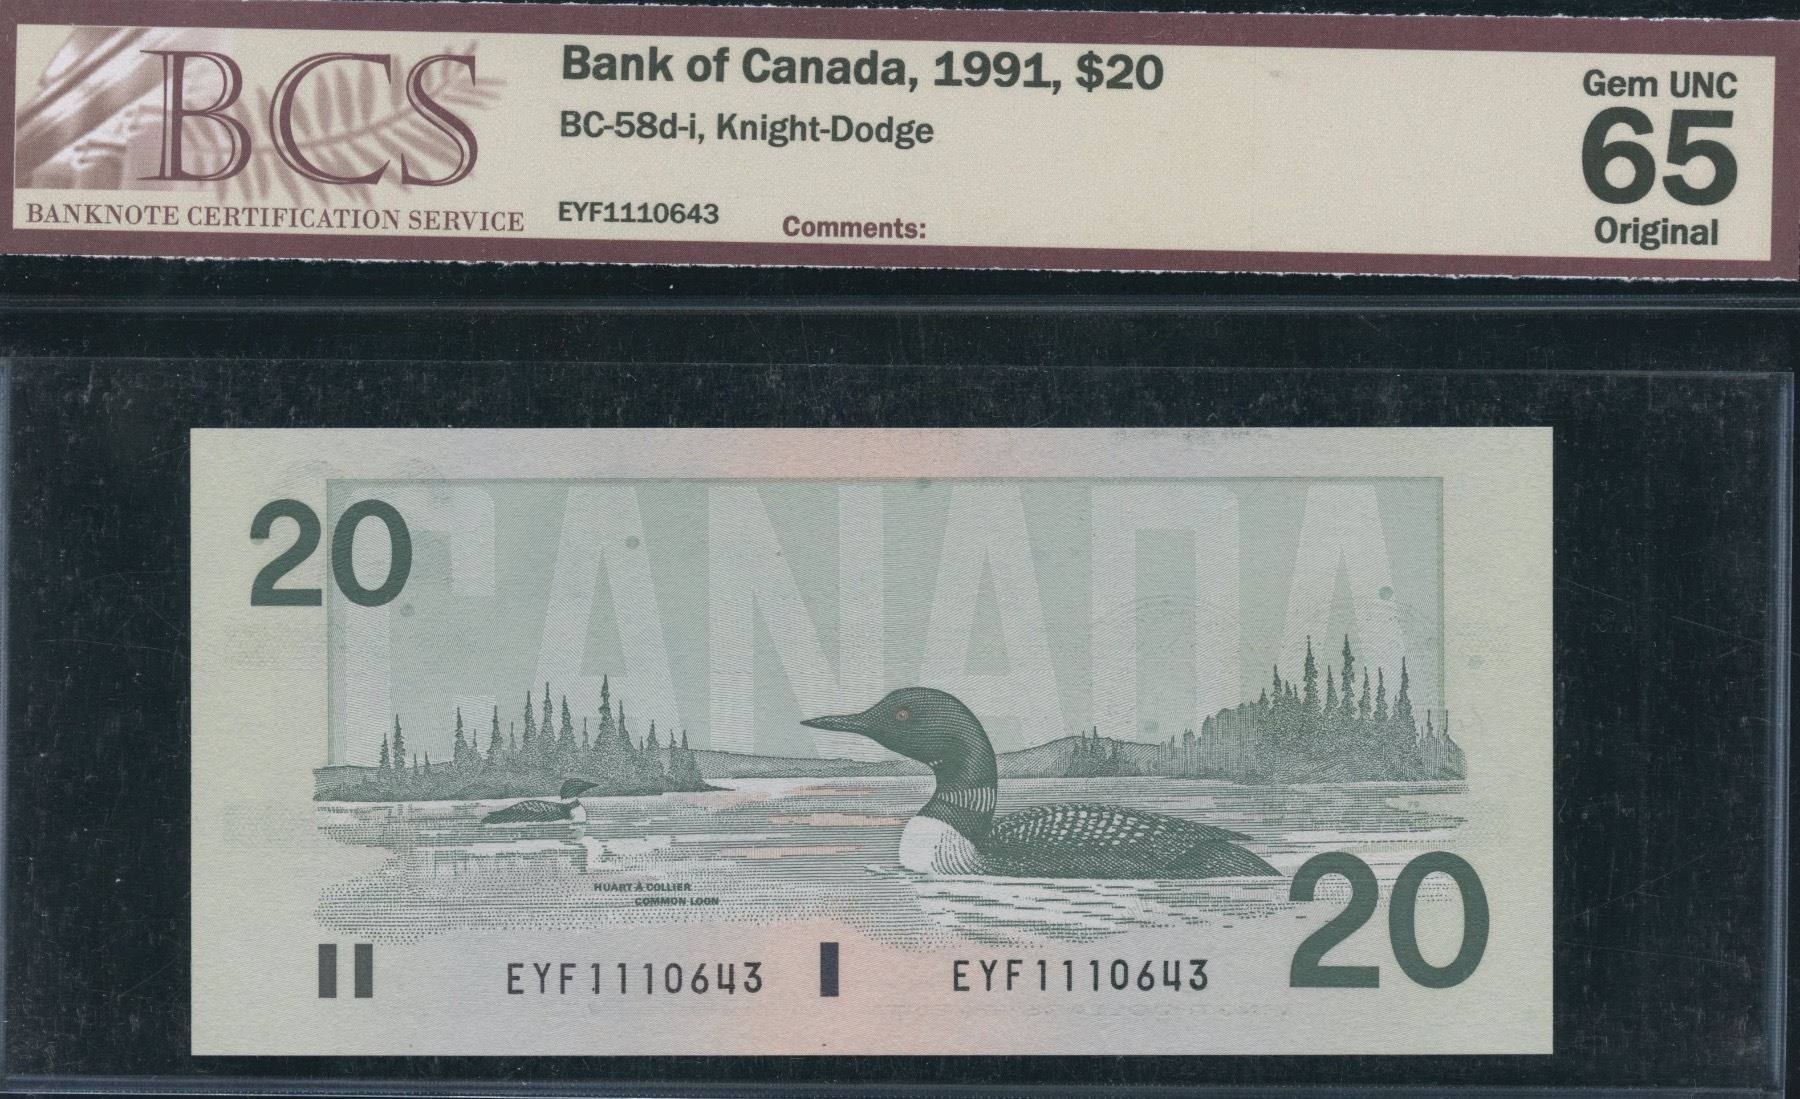 BCS
BANKNOTE CERTIFICATION SERVICE
Bank of Canada, 1991, $20
BC-58d-i, Knight-Dodge
EYF1110643
Comments:
Gem UNC
65
Original
CANADA
20
HUART À COLLIER
COMMON LOON
20
EYF1110643
EYF1110643